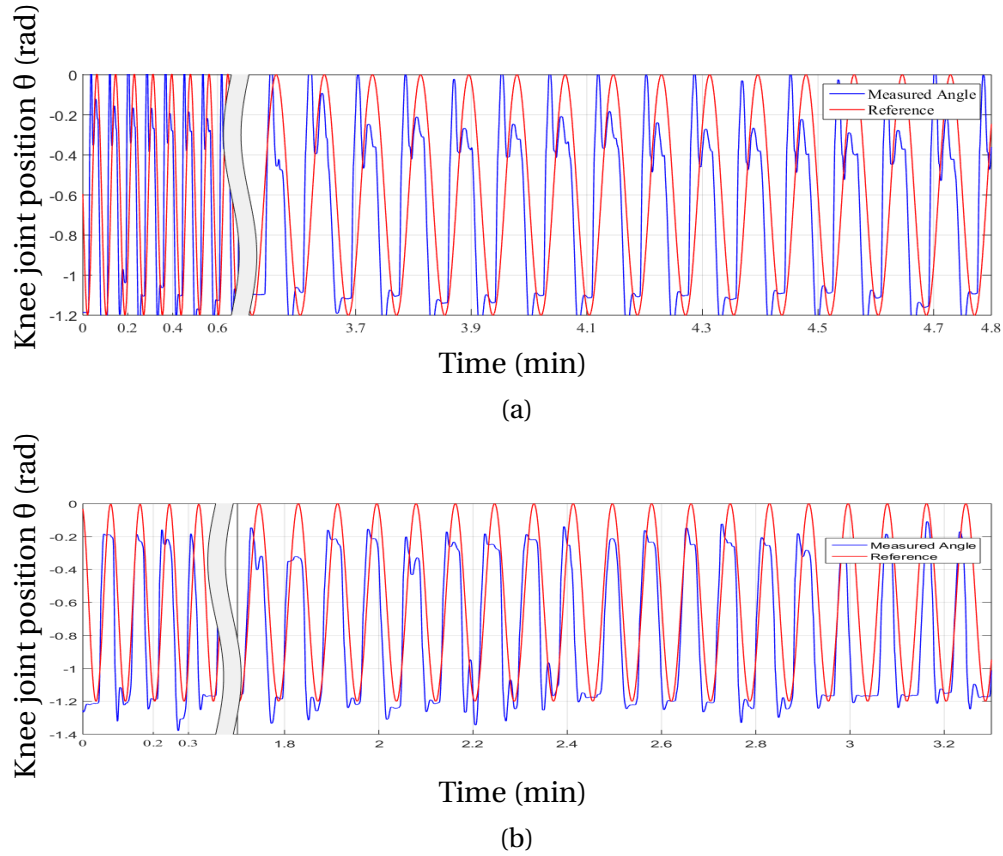 Knee joint position θ (rad)
0
-0.2
-0.4
-0.6
-0.8
-1
-1.2
Measured Angle
Reference
0 0.2 0.4 0.6 3.7 3.9 4.1 4.3 4.5 4.7 4.8
Time (min)
(a)
Knee joint position θ (rad)
0
-0.2
-0.4
-0.6
-0.8
-1
-1.2
-1.4
Measured Angle
Reference
0 0.2 0.3 1.8 2 2.2 2.4 2.6 2.8 3 3.2
Time (min)
(b)